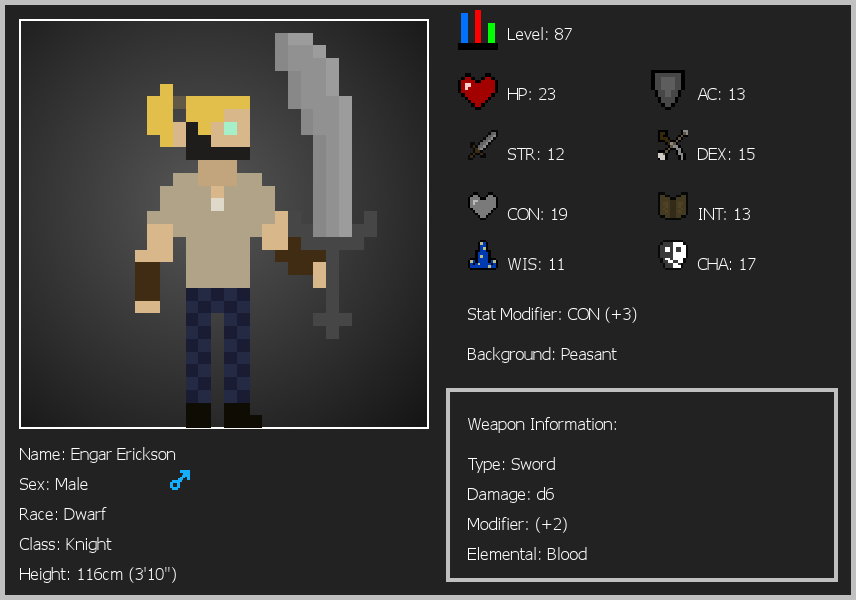 Level: 87
HP: 23
AC: 13
STR: 12
DEX: 15
CON: 19
INT: 13
WIS: 11
CHA: 17
Stat Modifier: CON (+3)
Background: Peasant
Weapon Information:
Type: Sword
Damage: d6
Modifier: (+2)
Elemental: Blood
Name: Engar Erickson
Sex: Male
Race: Dwarf
Class: Knight
Height: 116cm (3'10")